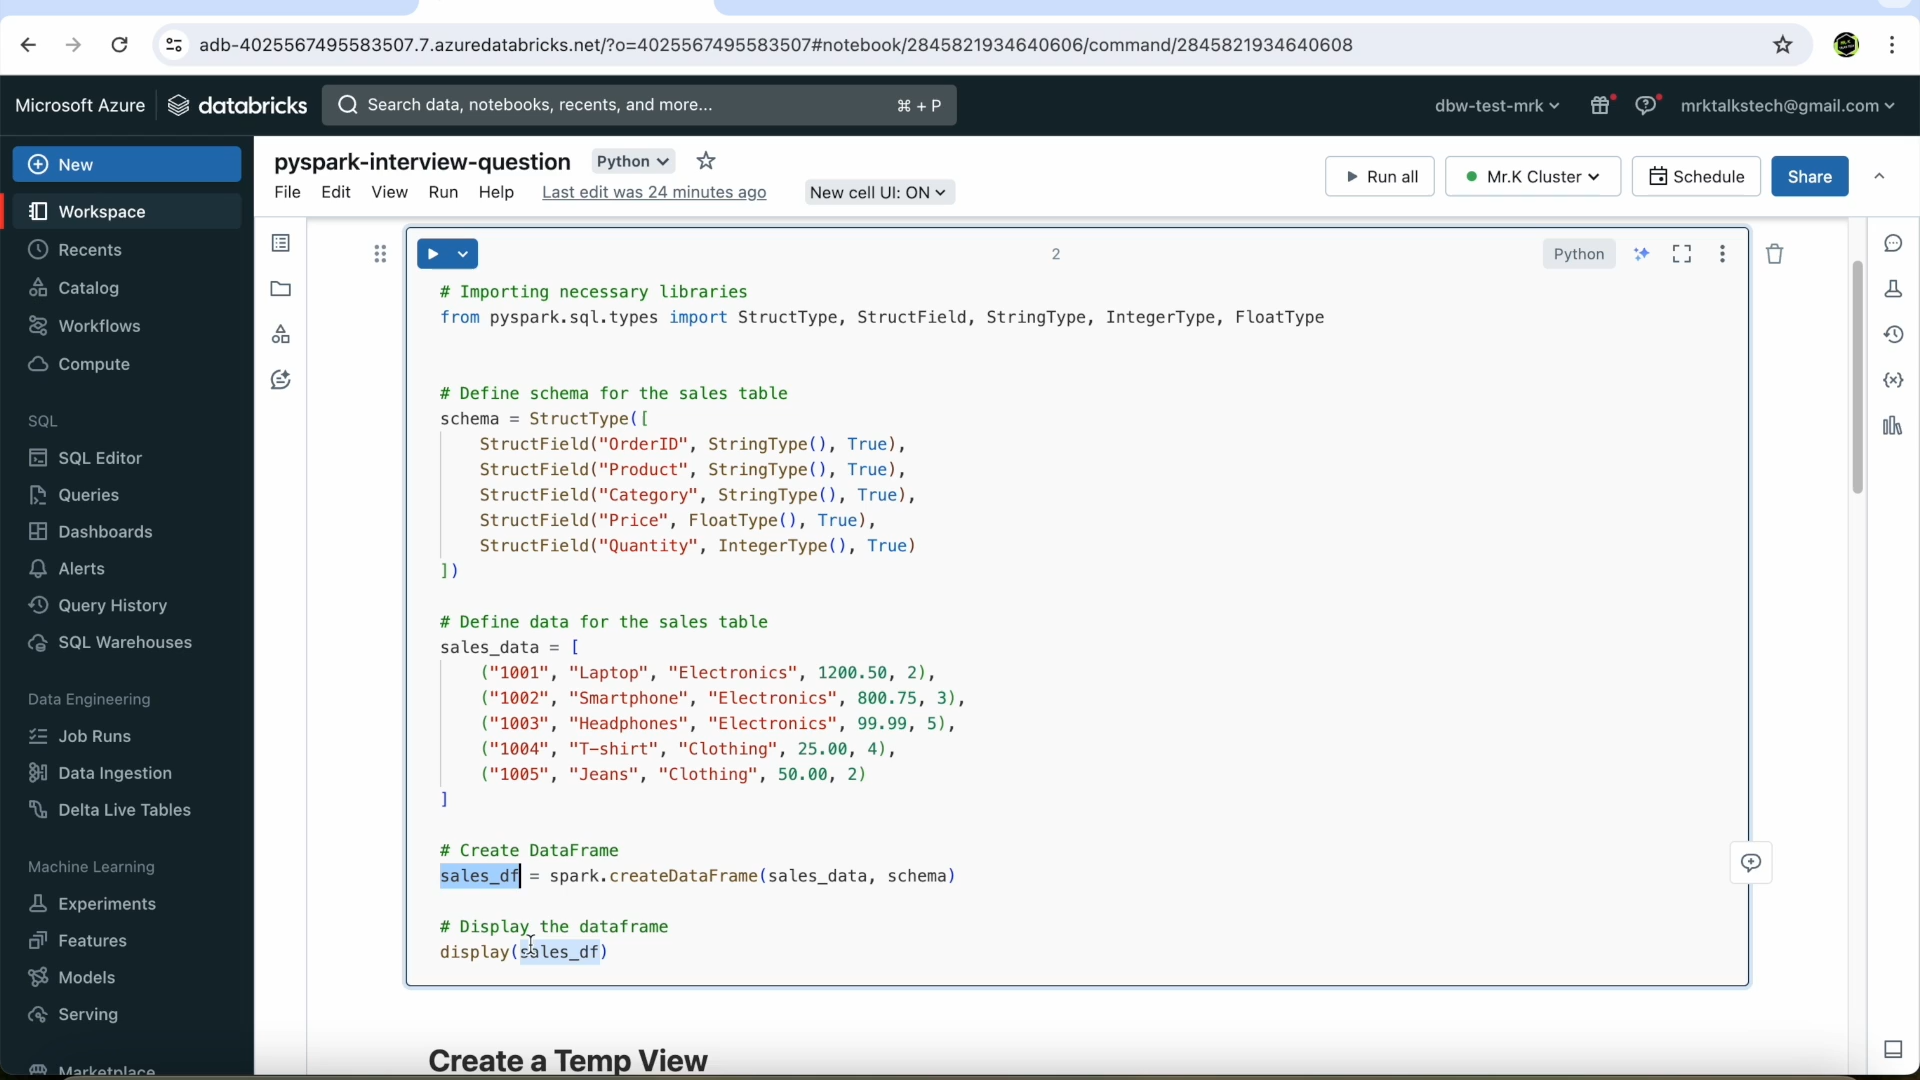 adb-4025567495583507.7.azuredatabricks.net/?o=4025567495583507#notebook/2845821934640606/command/2845821934640608
Microsoft Azure
databricks
Search data, notebooks, recents, and more...
⌘ + P
dbw-test-mrk
mrktalkstech@gmail.com
New
Workspace
Recents
Catalog
Workflows
Compute
SQL
SQL Editor
Queries
Dashboards
Alerts
Query History
SQL Warehouses
Data Engineering
Job Runs
Data Ingestion
Delta Live Tables
Machine Learning
Experiments
Features
Models
Serving
Marketplace
pyspark-interview-question
Python
File Edit View Run Help Last edit was 24 minutes ago New cell UI: ON
Run all
Mr.K Cluster
Schedule
Share
2
Python
# Importing necessary libraries
from pyspark.sql.types import StructType, StructField, StringType, IntegerType, FloatType
# Define schema for the sales table
schema = StructType([
StructField("OrderID", StringType(), True),
StructField("Product", StringType(), True),
StructField("Category", StringType(), True),
StructField("Price", FloatType(), True),
StructField("Quantity", IntegerType(), True)
])
# Define data for the sales table
sales_data = [
("1001", "Laptop", "Electronics", 1200.50, 2),
("1002", "Smartphone", "Electronics", 800.75, 3),
("1003", "Headphones", "Electronics", 99.99, 5),
("1004", "T-shirt", "Clothing", 25.00, 4),
("1005", "Jeans", "Clothing", 50.00, 2)
]
# Create DataFrame
sales_df = spark.createDataFrame(sales_data, schema)
# Display the dataframe
display(sales_df)
Create a Temp View